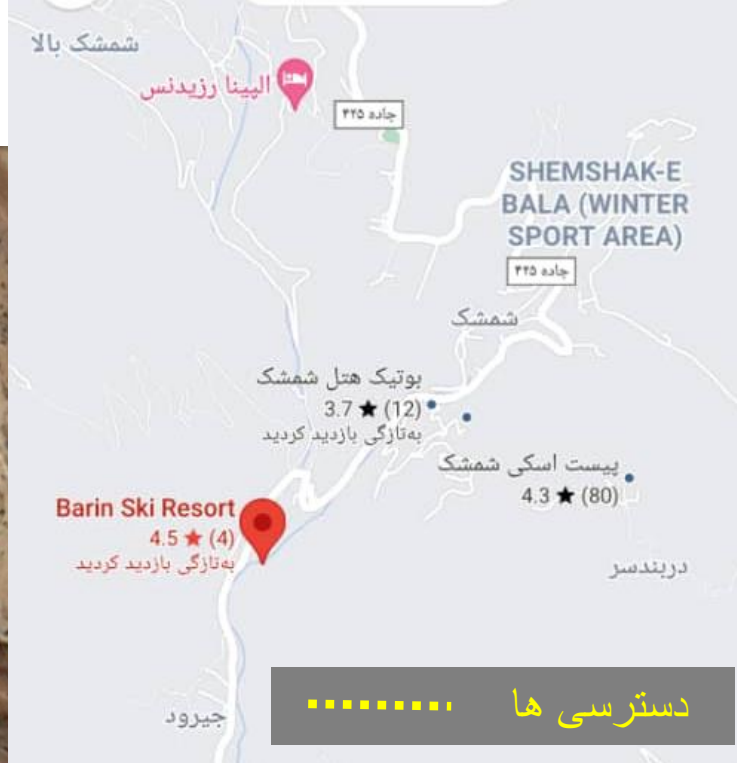 شمشک بالا
الپینا رزیدنس
جاده ۴۲۵
SHEMSHAK-E
BALA (WINTER
SPORT AREA)
جاده ۴۲۵
شمشک
بوتیک هتل شمشک
3.7 ★ (12)
به‌تازگی بازدید کردید
پیست اسکی شمشک
4.3 ★ (80)
Barin Ski Resort
4.5 ★ (4)
به‌تازگی بازدید کردید
دربندسر
جیرود
دسترسی ها